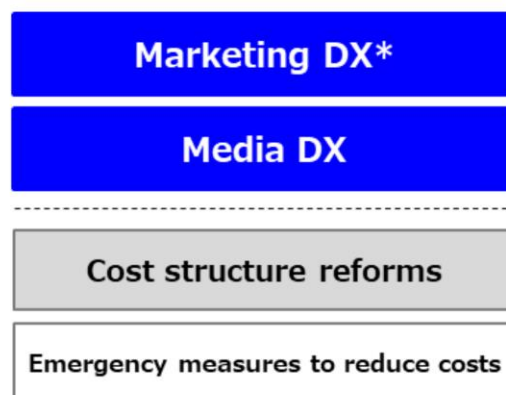 Marketing DX*
Media DX
Cost structure reforms
Emergency measures to reduce costs